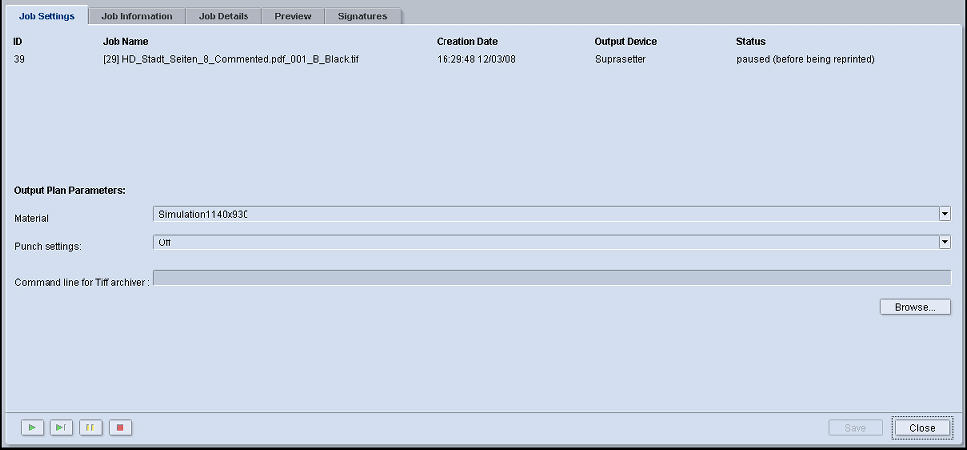 Job Settings Job Information Job Details Preview Signatures
ID Job Name Creation Date Output Device Status
39 [29] HD_Stadt_Seiten_8_Commented.pdf_001_B_Black.tif 16:29:48 12/03/08 Suprasetter paused (before being reprinted)
Output Plan Parameters:
Material Simulation1140x930
Punch settings: Off
Command line for Tiff archiver :
Browse...
Save Close